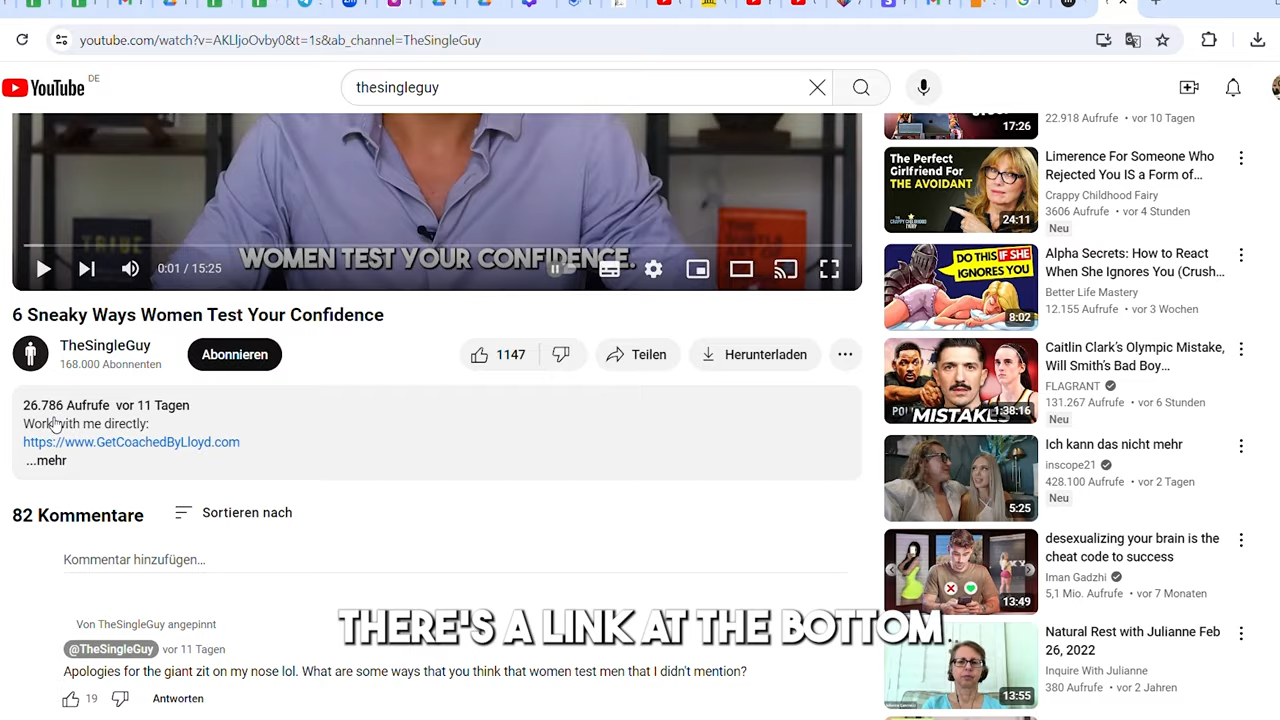 youtube.com/watch?v=AKLljoOvby0&t=1s&ab_channel=TheSingleGuy
YouTube DE
thesingleguy
TRIBE
WOMEN TEST YOUR CONFIDENCE.
0:01 / 15:25
6 Sneaky Ways Women Test Your Confidence
TheSingleGuy
168.000 Abonnenten
Abonnieren
1147
Teilen
Herunterladen
26.786 Aufrufe vor 11 Tagen
Work with me directly:
https://www.GetCoachedByLloyd.com
...mehr
82 Kommentare
Sortieren nach
Kommentar hinzufügen...
THERE'S A LINK AT THE BOTTOM
Von TheSingleGuy angepinnt
@TheSingleGuy vor 11 Tagen
Apologies for the giant zit on my nose lol. What are some ways that you think that women test men that I didn't mention?
19
Antworten
17:26
22.918 Aufrufe • vor 10 Tagen
The Perfect
Girlfriend For
THE AVOIDANT
CRAPPY
CHILDHOOD
FAIRY
24:11
Limerence For Someone Who
Rejected You IS a Form of...
Crappy Childhood Fairy
3606 Aufrufe • vor 4 Stunden
Neu
DO THIS IF SHE
IGNORES YOU
8:02
Alpha Secrets: How to React
When She Ignores You (Crush...
Better Life Mastery
12.155 Aufrufe • vor 3 Wochen
MISTAKES
1:38:16
Caitlin Clark's Olympic Mistake,
Will Smith's Bad Boy...
FLAGRANT
131.267 Aufrufe • vor 6 Stunden
Neu
5:25
Ich kann das nicht mehr
inscope21
428.100 Aufrufe • vor 2 Tagen
Neu
13:49
desexualizing your brain is the
cheat code to success
Iman Gadzhi
5,1 Mio. Aufrufe • vor 7 Monaten
13:55
Natural Rest with Julianne Feb
26, 2022
Inquire With Julianne
380 Aufrufe • vor 2 Jahren